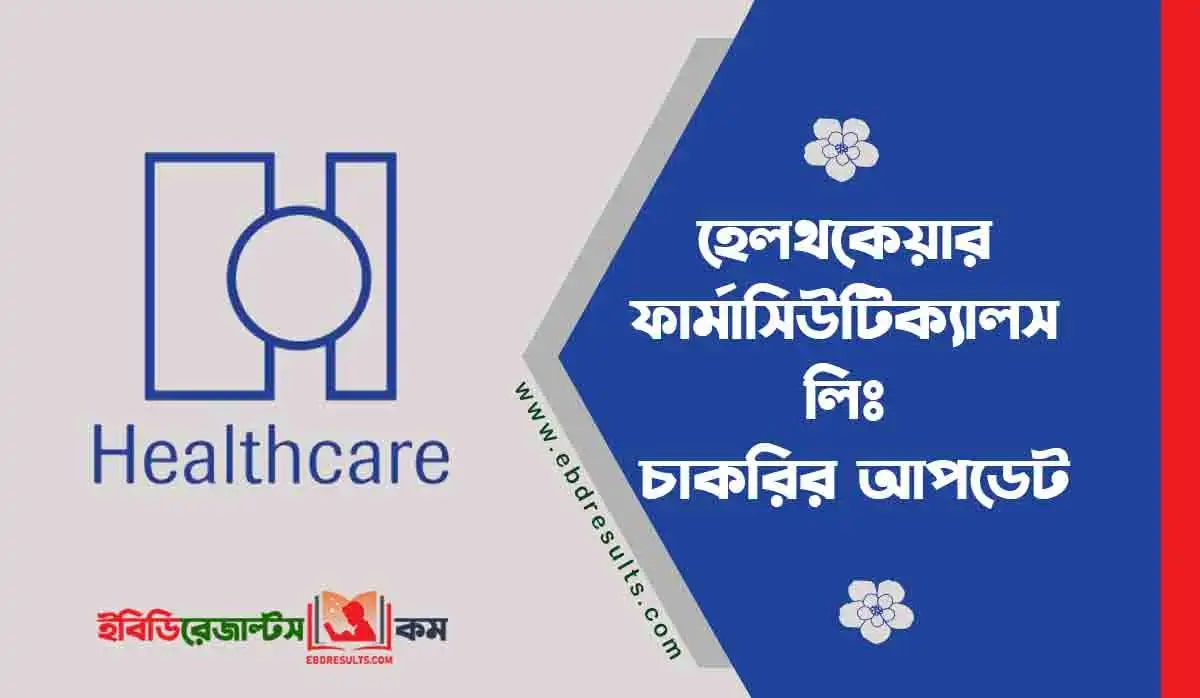 Healthcare
ইবিডিরেজাল্টস কম
EBDRESULTS.COM
www.ebdresults.com
হেলথকেয়ার
ফার্মাসিউটিক্যালস
লিঃ
চাকরির আপডেট